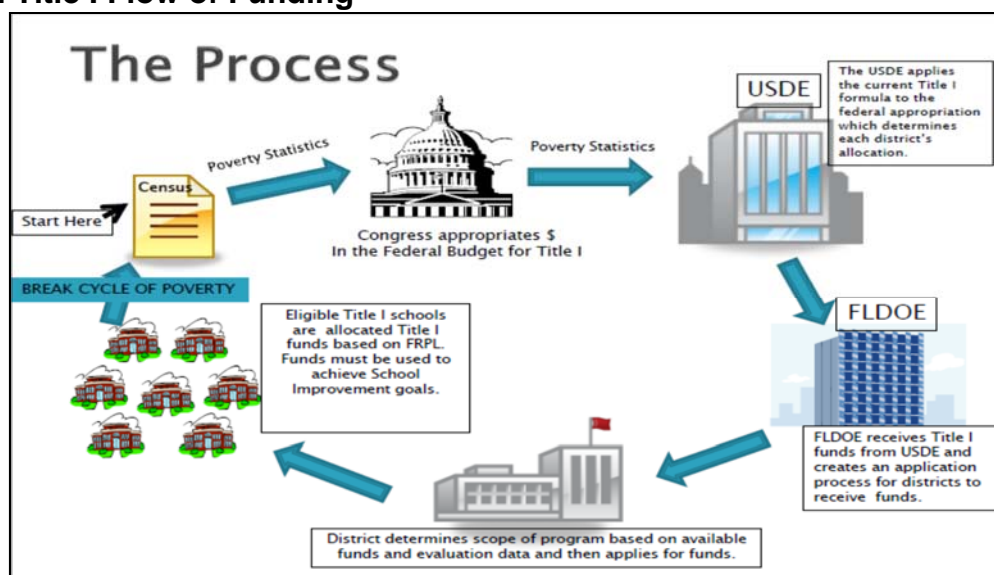 The Process
USDE
The USDE applies
the current Title I
formula to the
federal appropriation
which determines
each district's
allocation.
Poverty Statistics
Poverty Statistics
Census
Start Here
Congress appropriates $
In the Federal Budget for Title I
BREAK CYCLE OF POVERTY
Eligible Title I schools
are allocated Title I
funds based on FRPL.
Funds must be used to
achieve School
Improvement goals.
FLDOE
FLDOE receives Title I
funds from USDE and
creates an application
process for districts to
receive funds.
District determines scope of program based on available
funds and evaluation data and then applies for funds.